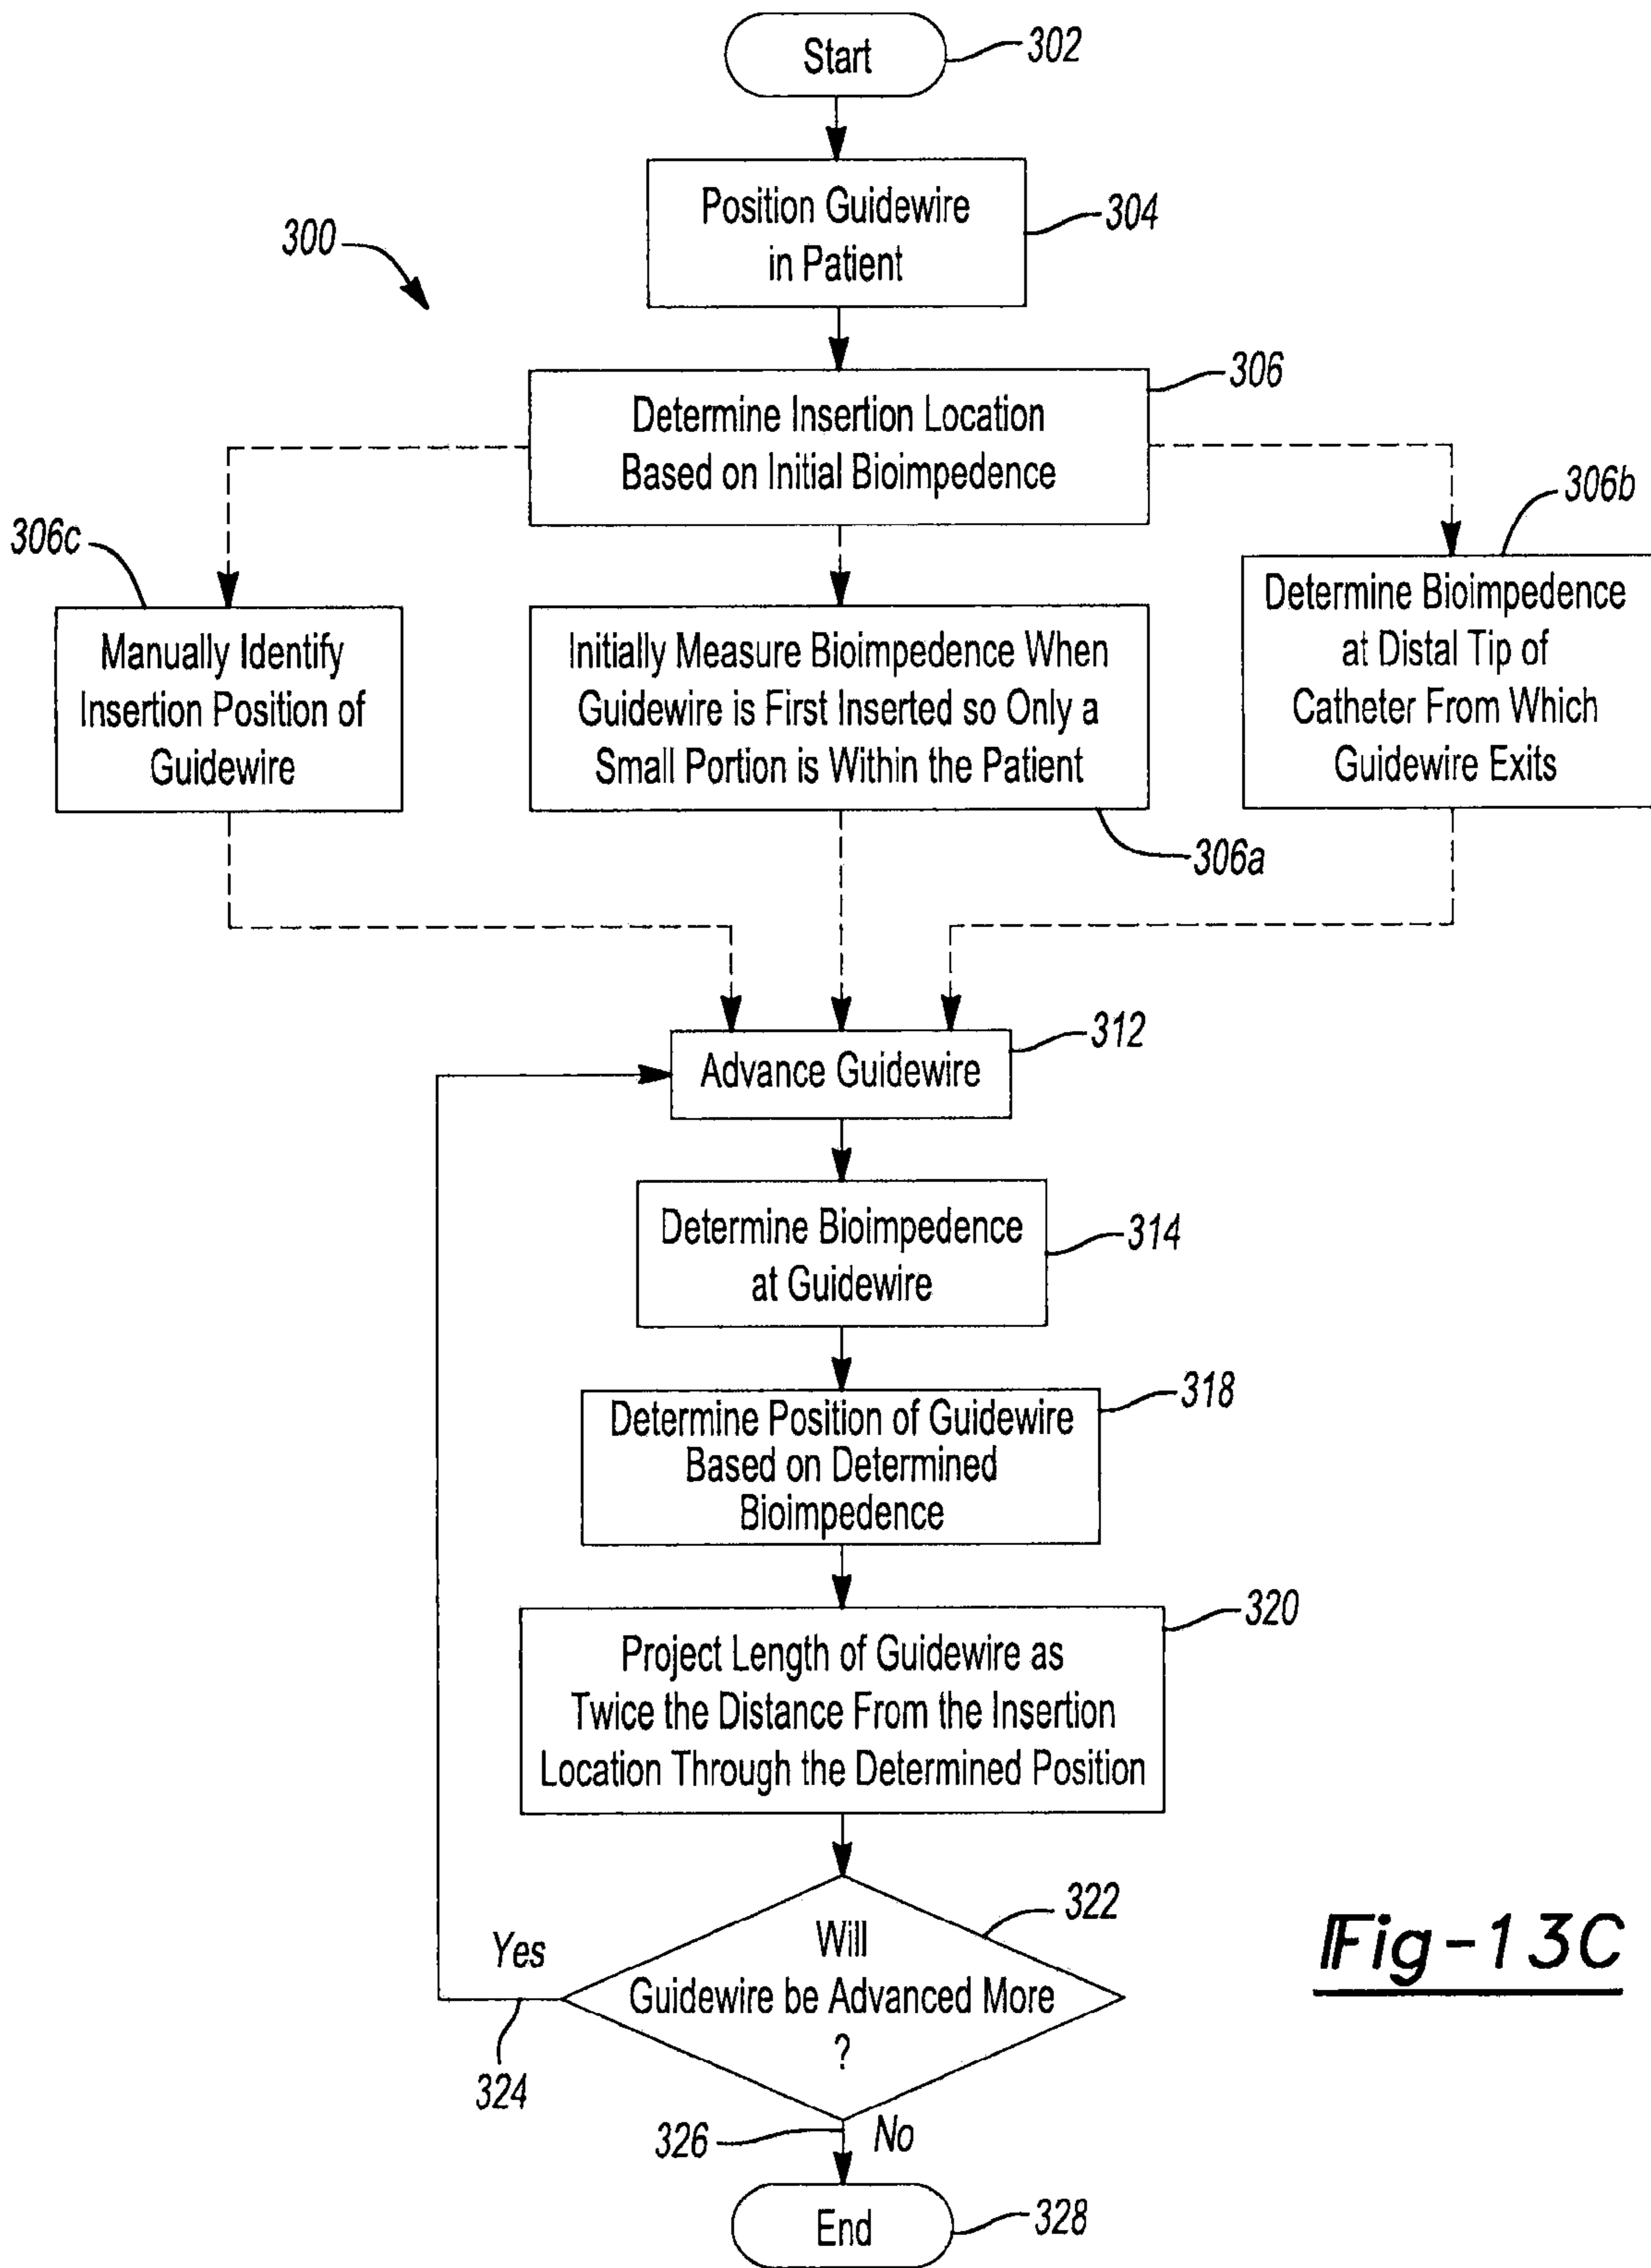 Start
302
Position Guidewire
in Patient
304
300
306
Determine Insertion Location
Based on Initial Bioimpedence
306c
306b
Manually Identify
Insertion Position of
Guidewire
Initially Measure Bioimpedence When
Guidewire is First Inserted so Only a
Small Portion is Within the Patient
306a
Determine Bioimpedence
at Distal Tip of
Catheter From Which
Guidewire Exits
312
Advance Guidewire
Determine Bioimpedence
at Guidewire
314
318
Determine Position of Guidewire
Based on Determined
Bioimpedence
320
Project Length of Guidewire as
Twice the Distance From the Insertion
Location Through the Determined Position
322
Will
Guidewire be Advanced More
?
Yes
324
326
No
End
328
Fig-13C